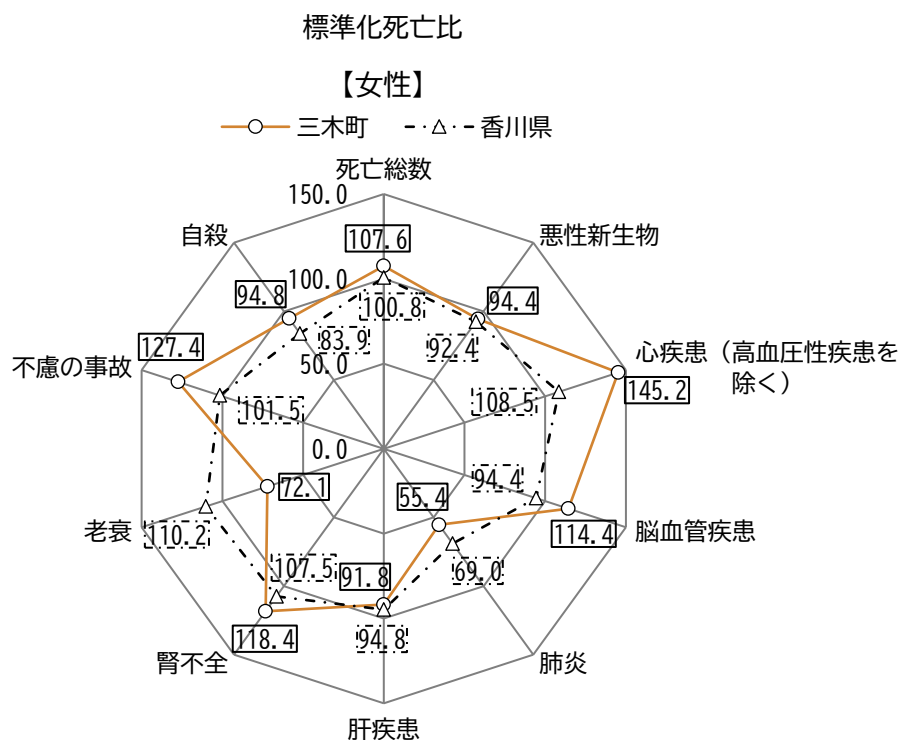 標準化死亡比
【女性】
三木町 香川県
死亡総数
150.0
自殺 悪性新生物
107.6
100.0
94.8 94.4
100.8
127.4 83.9 92.4
心疾患（高血圧性疾患を
除く）
不慮の事故 50.0
145.2
101.5 108.5
0.0
72.1 94.4
55.4
老衰 110.2 114.4 脳血管疾患
107.5 91.8 69.0
118.4 94.8
腎不全 肺炎
肝疾患